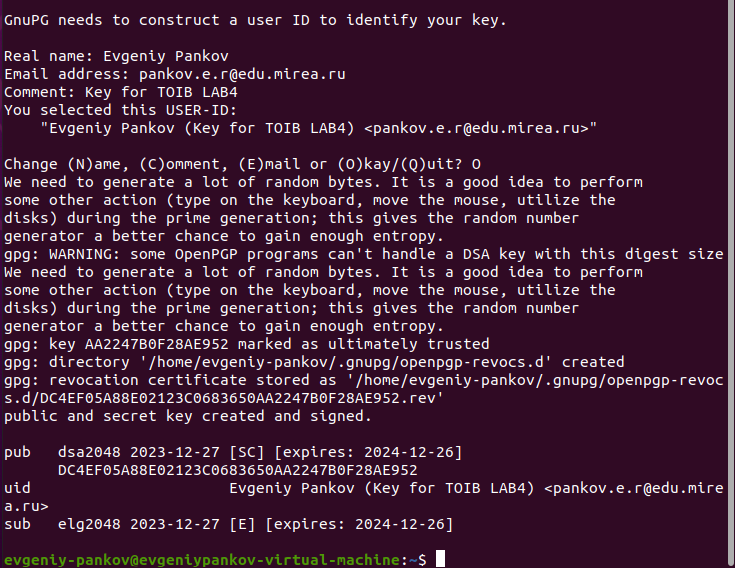 GnuPG needs to construct a user ID to identify your key.
Real name: Evgeniy Pankov
Email address: pankov.e.r@edu.mirea.ru
Comment: Key for TOIB LAB4
You selected this USER-ID:
    "Evgeniy Pankov (Key for TOIB LAB4) <pankov.e.r@edu.mirea.ru>"
Change (N)ame, (C)omment, (E)mail or (O)kay/(Q)uit? O
We need to generate a lot of random bytes. It is a good idea to perform
some other action (type on the keyboard, move the mouse, utilize the
disks) during the prime generation; this gives the random number
generator a better chance to gain enough entropy.
gpg: WARNING: some OpenPGP programs can't handle a DSA key with this digest size
We need to generate a lot of random bytes. It is a good idea to perform
some other action (type on the keyboard, move the mouse, utilize the
disks) during the prime generation; this gives the random number
generator a better chance to gain enough entropy.
gpg: key AA2247B0F28AE952 marked as ultimately trusted
gpg: directory '/home/evgeniy-pankov/.gnupg/openpgp-revocs.d' created
gpg: revocation certificate stored as '/home/evgeniy-pankov/.gnupg/openpgp-revoc
s.d/DC4EF05A88E02123C0683650AA2247B0F28AE952.rev'
public and secret key created and signed.
pub   dsa2048 2023-12-27 [SC] [expires: 2024-12-26]
      DC4EF05A88E02123C0683650AA2247B0F28AE952
uid                      Evgeniy Pankov (Key for TOIB LAB4) <pankov.e.r@edu.mire
a.ru>
sub   elg2048 2023-12-27 [E] [expires: 2024-12-26]
evgeniy-pankov@evgeniypankov-virtual-machine:~$